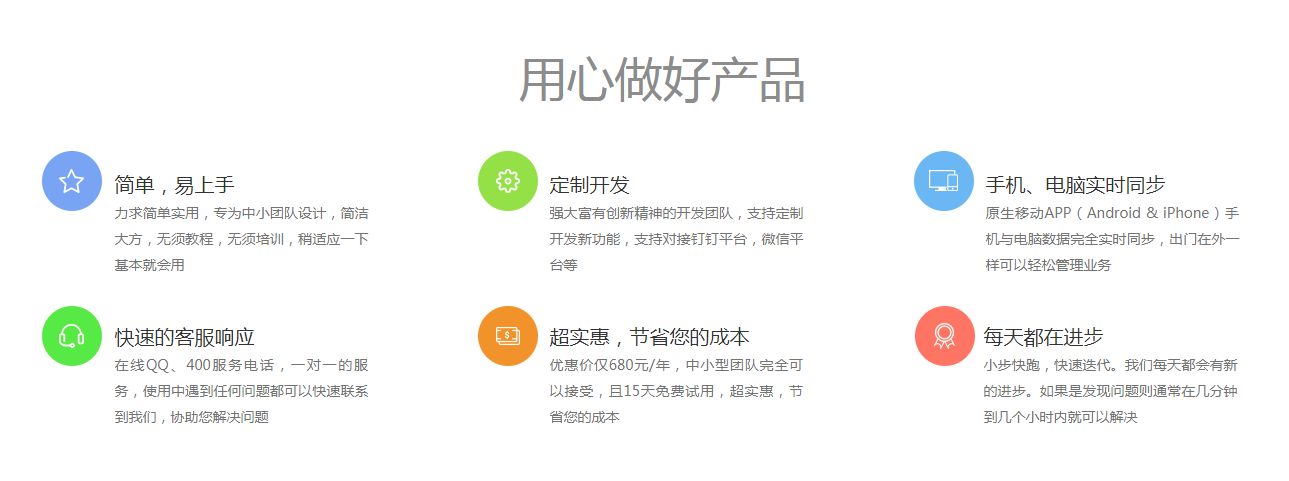 用心做好产品
简单，易上手
力求简单实用，专为中小团队设计，简洁
大方，无须教程，无须培训，稍适应一下
基本就会用
定制开发
强大富有创新精神的开发团队，支持定制
开发新功能，支持对接钉钉平台，微信平
台等
手机、电脑实时同步
原生移动APP（Android & iPhone）手
机与电脑数据完全实时同步，出门在外一
样可以轻松管理业务
快速的客服响应
在线QQ、400服务电话，一对一的服
务，使用中遇到任何问题都可以快速联系
到我们，协助您解决问题
超实惠，节省您的成本
优惠价仅680元/年，中小型团队完全可
以接受，且15天免费试用，超实惠，节
省您的成本
每天都在进步
小步快跑，快速迭代。我们每天都会有新
的进步。如果是发现问题则通常在几分钟
到几个小时内就可以解决